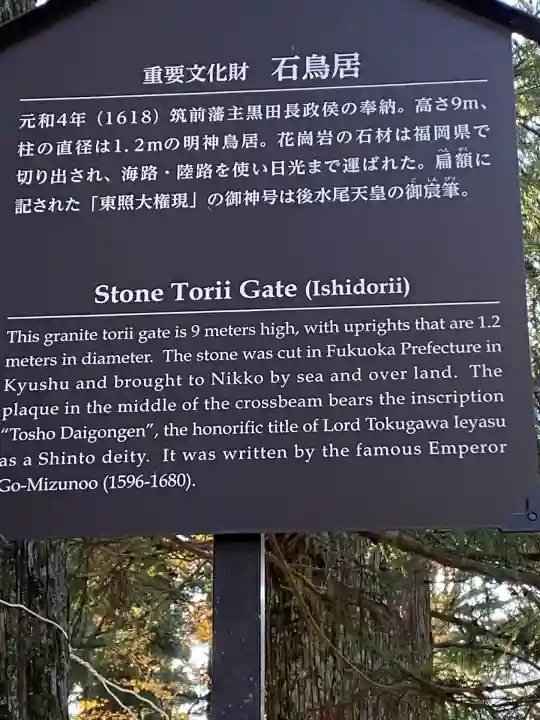 重要文化財 石鳥居
元和4年（1618）筑前藩主黒田長政侯の奉納。高さ9m、
柱の直径は1.2mの明神鳥居。花崗岩の石材は福岡県で
切り出され、海路・陸路を使い日光まで運ばれた。扁額に
記された「東照大権現」の御神号は後水尾天皇の御宸筆。
Stone Torii Gate (Ishidorii)
This granite torii gate is 9 meters high, with uprights that are 1.2
meters in diameter. The stone was cut in Fukuoka Prefecture in
Kyushu and brought to Nikko by sea and over land. The
plaque in the middle of the crossbeam bears the inscription
“Tosho Daigongen”, the honorific title of Lord Tokugawa Ieyasu
as a Shinto deity. It was written by the famous Emperor
Go-Mizunoo (1596-1680).